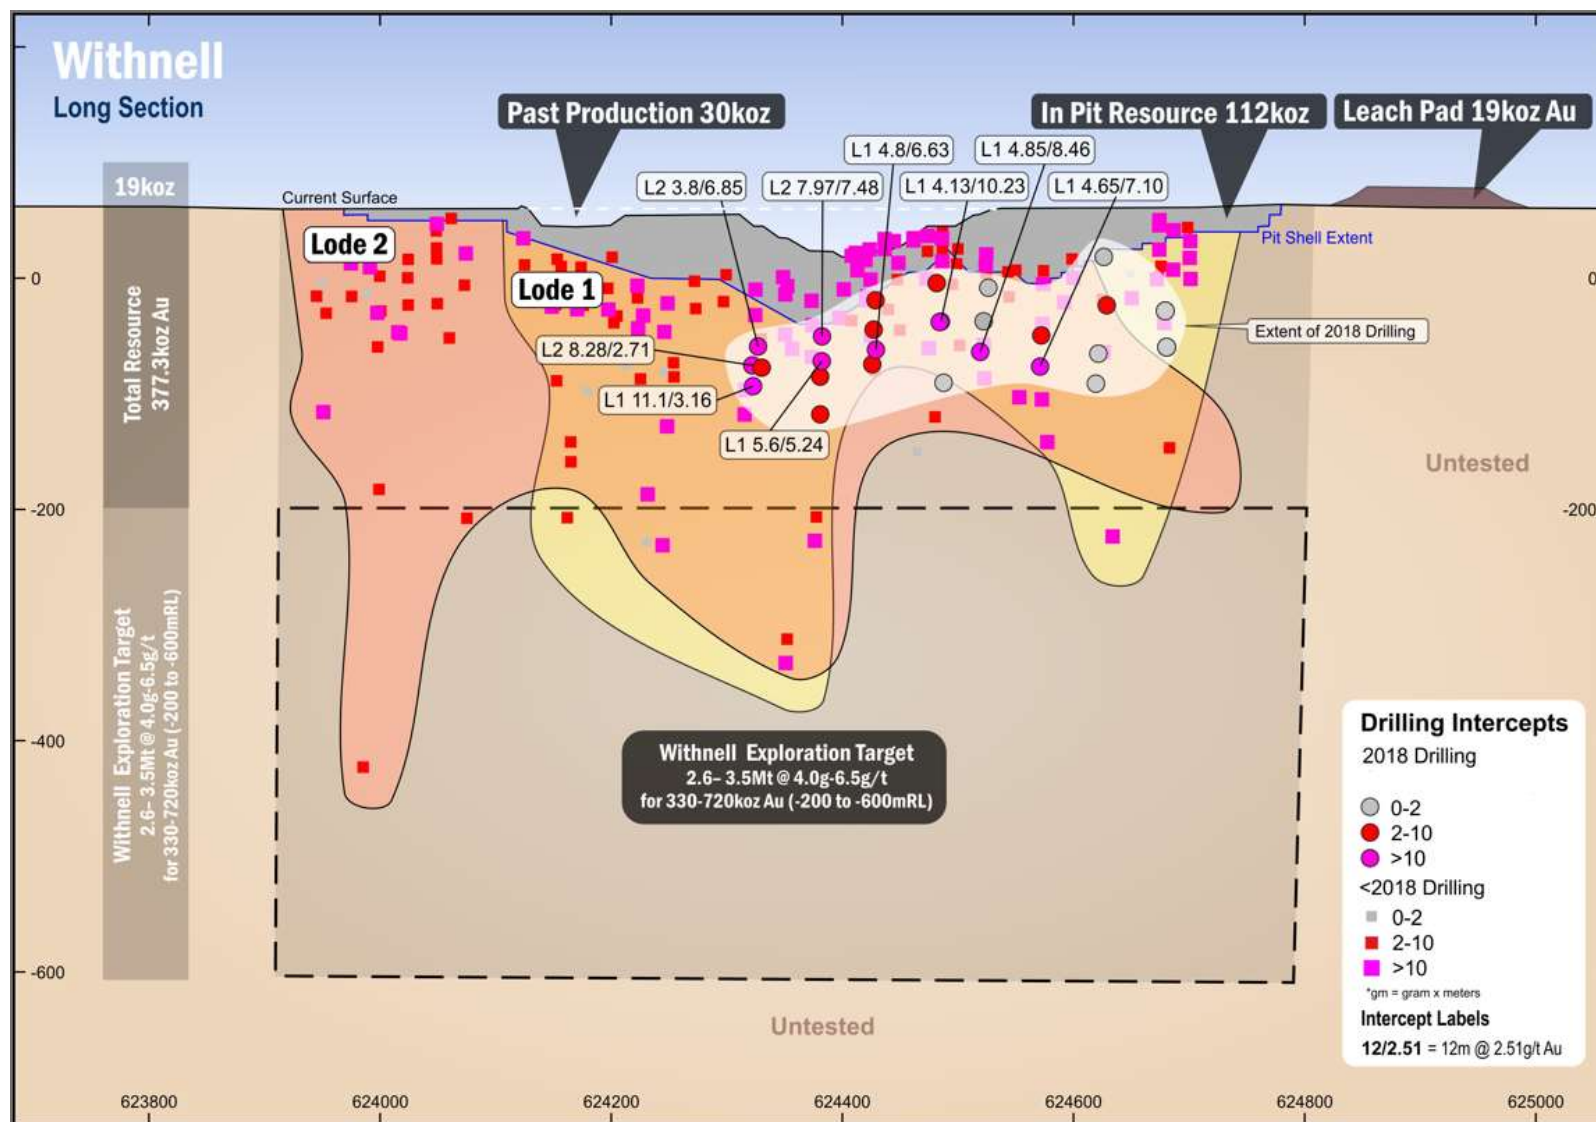 Withnell
Long Section
Past Production 30koz
In Pit Resource 112koz
Leach Pad 19koz Au
L1 4.8/6.63
L1 4.85/8.46
L2 3.8/6.85
L2 7.97/7.48
L1 4.13/10.23
L1 4.65/7.10
19koz
Current Surface
Lode 2
Lode 1
Pit Shell Extent
0
0
Extent of 2018 Drilling
L2 8.28/2.71
L1 11.1/3.16
L1 5.6/5.24
Total Resource
377.3koz Au
Untested
-200
-200
Withnell Exploration Target
2.6– 3.5Mt @ 4.0g-6.5g/t
for 330-720koz Au (-200 to -600mRL)
-400
Withnell Exploration Target
2.6– 3.5Mt @ 4.0g-6.5g/t
for 330-720koz Au (-200 to -600mRL)
-600
Untested
Drilling Intercepts
2018 Drilling
0-2
2-10
>10
<2018 Drilling
0-2
2-10
>10
*gm = gram x meters
Intercept Labels
12/2.51 = 12m @ 2.51g/t Au
623800
624000
624200
624400
624600
624800
625000